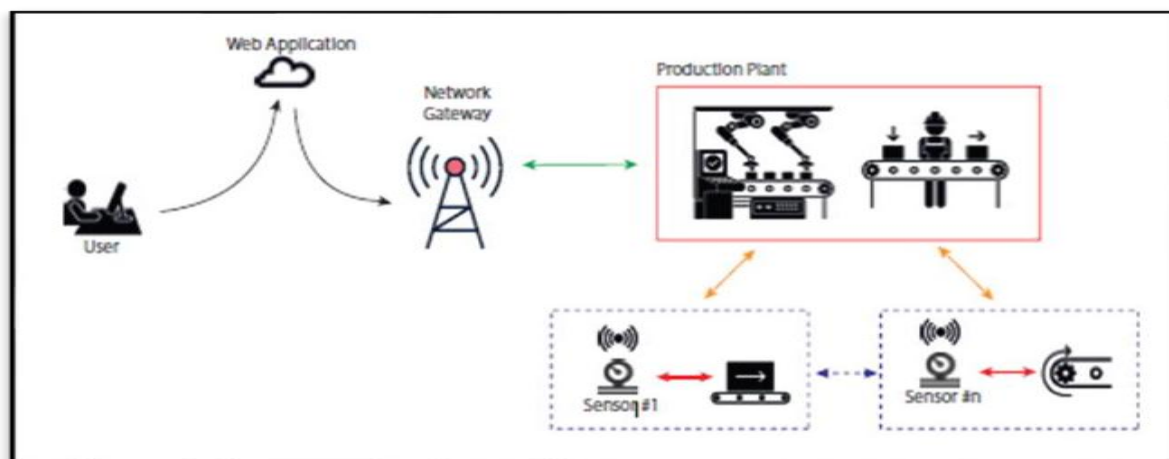 Web Application
Network
Gateway
Production Plant
User
Sensor #1
Sensor #n